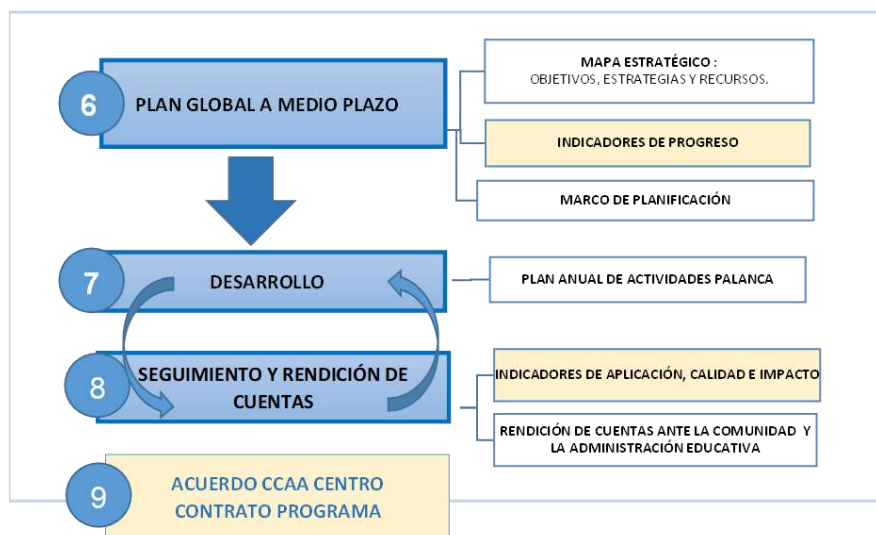 6
PLAN GLOBAL A MEDIO PLAZO
MAPA ESTRATÉGICO :
OBJETIVOS, ESTRATEGIAS Y RECURSOS.
INDICADORES DE PROGRESO
MARCO DE PLANIFICACIÓN
7
DESARROLLO
PLAN ANUAL DE ACTIVIDADES PALANCA
8
SEGUIMIENTO Y RENDICIÓN DE
CUENTAS
INDICADORES DE APLICACIÓN, CALIDAD E IMPACTO
RENDICIÓN DE CUENTAS ANTE LA COMUNIDAD Y
LA ADMINISTRACIÓN EDUCATIVA
9
ACUERDO CCAA CENTRO
CONTRATO PROGRAMA